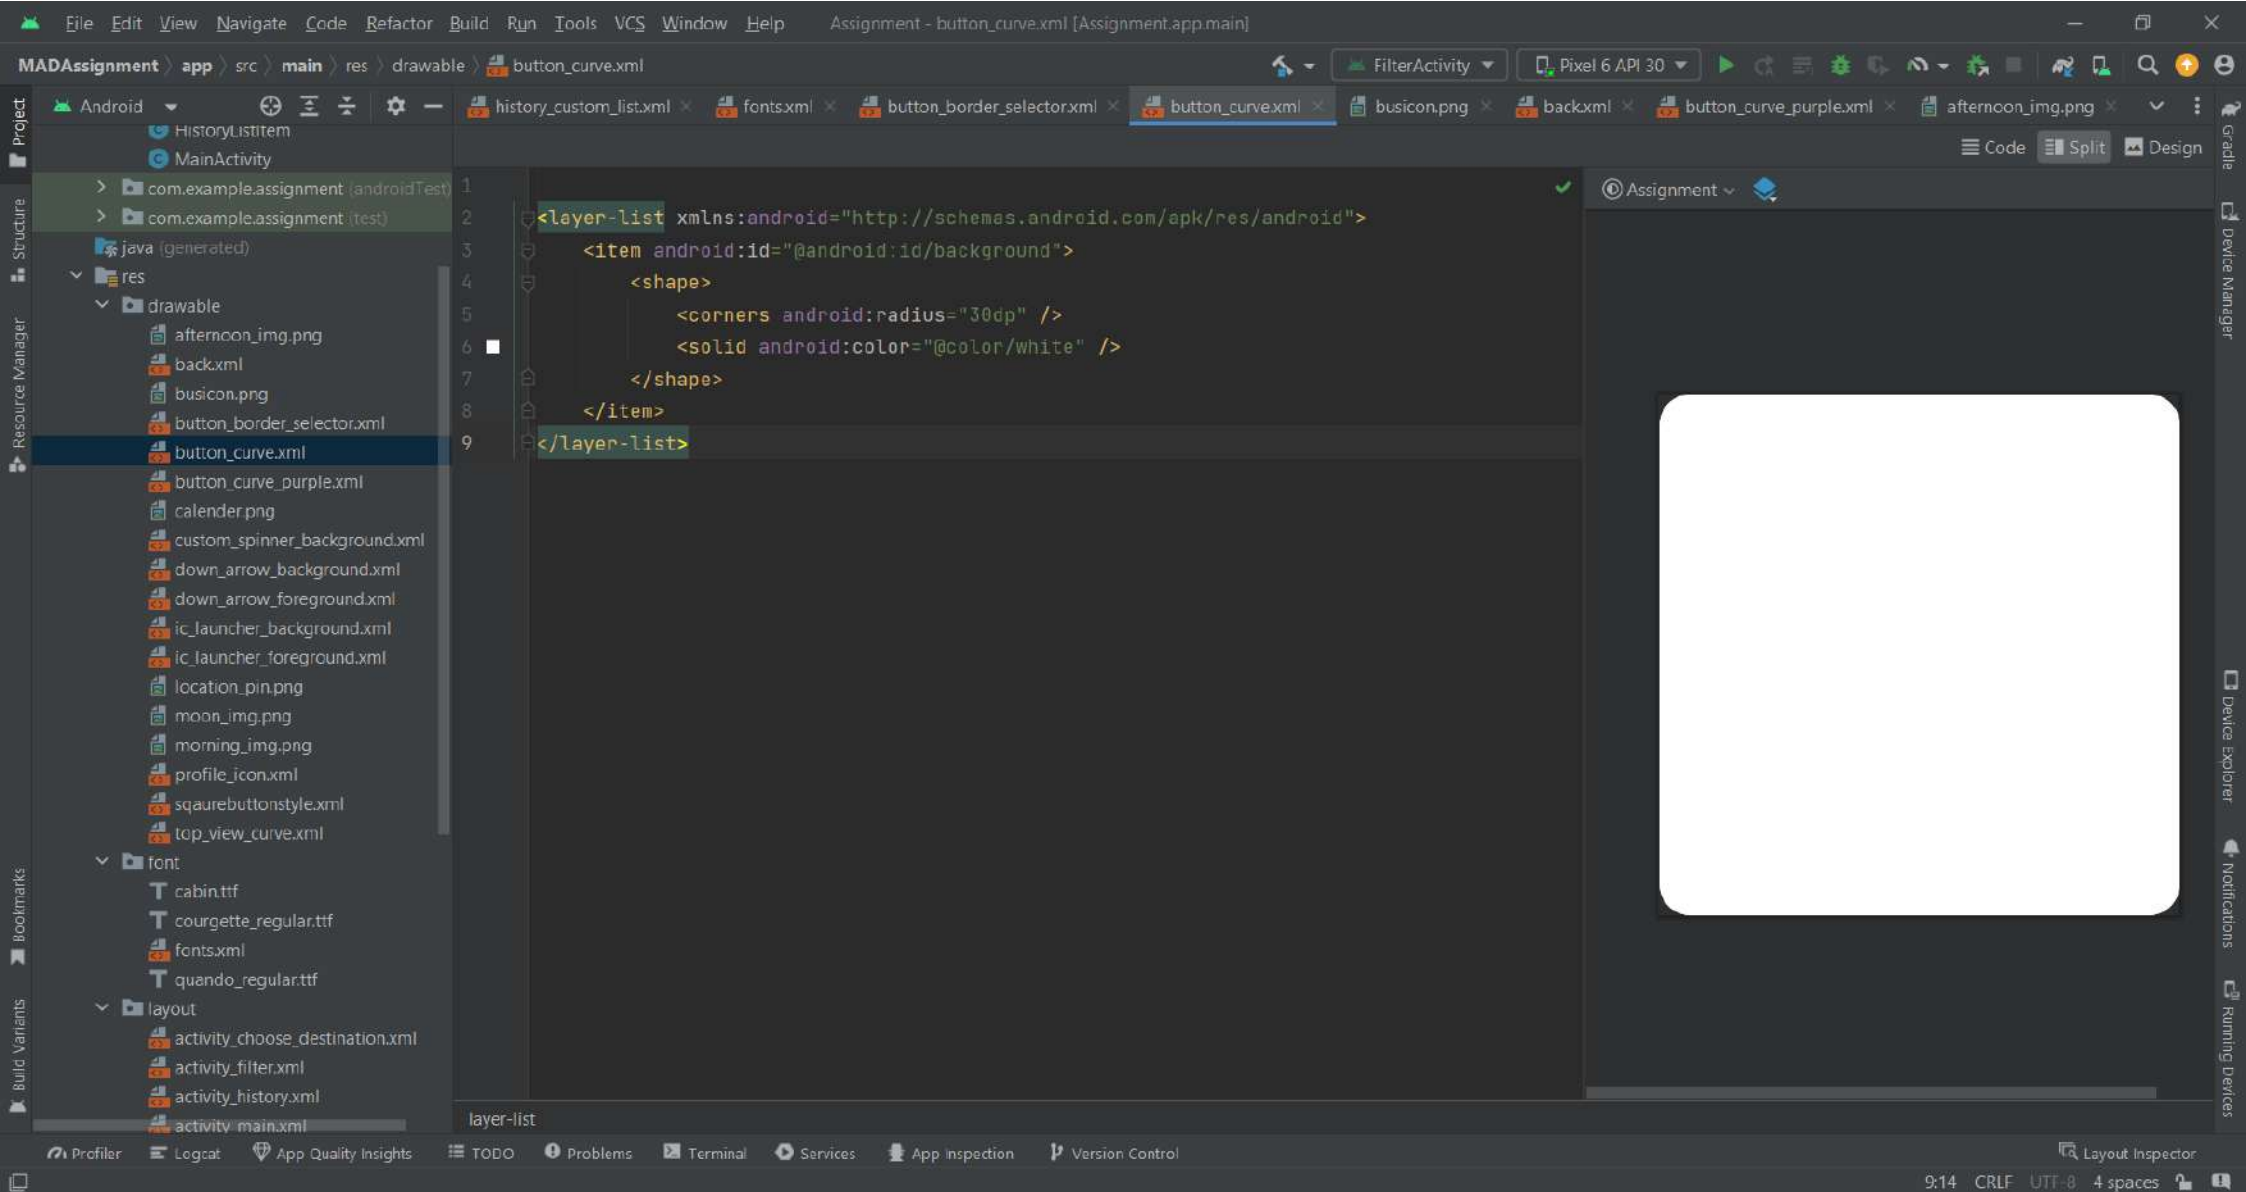 File Edit View Navigate Code Refactor Build Run Tools VCS Window Help Assignment - button_curve.xml [Assignment.app.main]
MADAssignment app src main res drawable button_curve.xml FilterActivity Pixel 6 API 30
Android history_custom_list.xml fonts.xml button_border_selector.xml button_curve.xml busicon.png back.xml button_curve_purple.xml afternoon_img.png
Code Split Design
Assignment
Project
Structure
Resource Manager
Bookmarks
Build Variants
HistoryListItem
MainActivity
com.example.assignment (androidTest)
com.example.assignment (test)
java (generated)
res
drawable
afternoon_img.png
back.xml
busicon.png
button_border_selector.xml
button_curve.xml
button_curve_purple.xml
calender.png
custom_spinner_background.xml
down_arrow_background.xml
down_arrow_foreground.xml
ic_launcher_background.xml
ic_launcher_foreground.xml
location_pin.png
moon_img.png
morning_img.png
profile_icon.xml
sqaurebuttonstyle.xml
top_view_curve.xml
font
cabin.ttf
courgette_regular.ttf
fonts.xml
quando_regular.ttf
layout
activity_choose_destination.xml
activity_filter.xml
activity_history.xml
activity_main.xml
1
2 <layer-list xmlns:android="http://schemas.android.com/apk/res/android">
3 <item android:id="@android:id/background">
4 <shape>
5 <corners android:radius="30dp" />
6 <solid android:color="@color/white" />
7 </shape>
8 </item>
9 </layer-list>
layer-list
Gradle
Device Manager
Device Explorer
Notifications
Running Devices
Profiler Logcat App Quality Insights TODO Problems Terminal Services App Inspection Version Control Layout Inspector
9:14 CRLF UTF-8 4 spaces